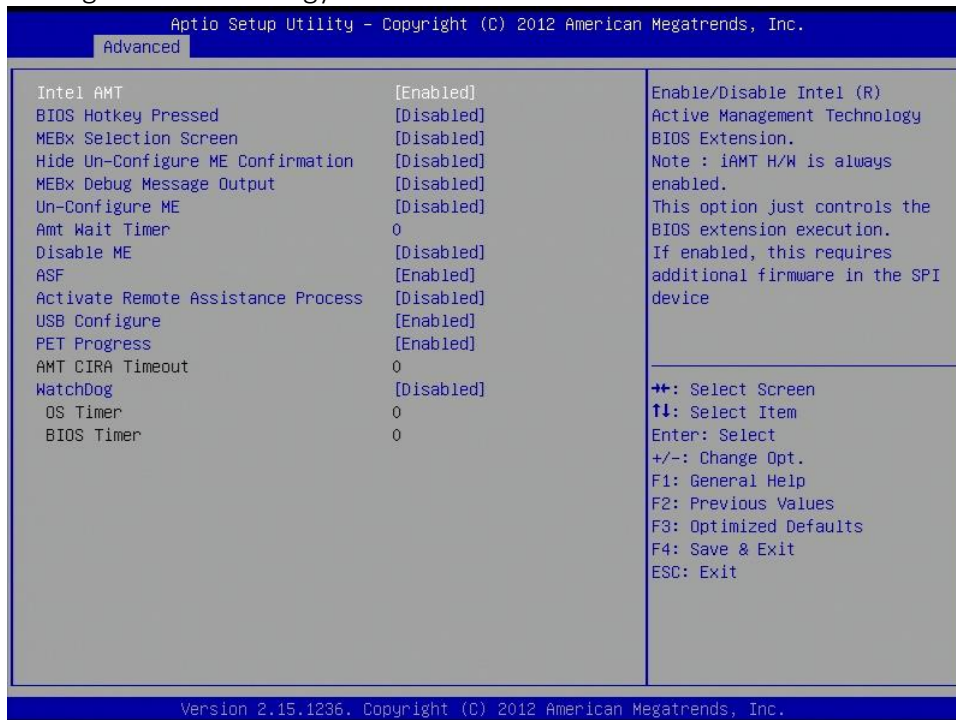 Aptio Setup Utility – Copyright (C) 2012 American Megatrends, Inc.
Advanced
Intel AMT [Enabled]
BIOS Hotkey Pressed [Disabled]
MEBx Selection Screen [Disabled]
Hide Un-Configure ME Confirmation [Disabled]
MEBx Debug Message Output [Disabled]
Un-Configure ME [Disabled]
Amt Wait Timer 0
Disable ME [Disabled]
ASF [Enabled]
Activate Remote Assistance Process [Disabled]
USB Configure [Enabled]
PET Progress [Enabled]
AMT CIRA Timeout 0
WatchDog [Disabled]
OS Timer 0
BIOS Timer 0
Enable/Disable Intel (R)
Active Management Technology
BIOS Extension.
Note : iAMT H/W is always
enabled.
This option just controls the
BIOS extension execution.
If enabled, this requires
additional firmware in the SPI
device
→←: Select Screen
↑↓: Select Item
Enter: Select
+/-: Change Opt.
F1: General Help
F2: Previous Values
F3: Optimized Defaults
F4: Save & Exit
ESC: Exit
Version 2.15.1236. Copyright (C) 2012 American Megatrends, Inc.